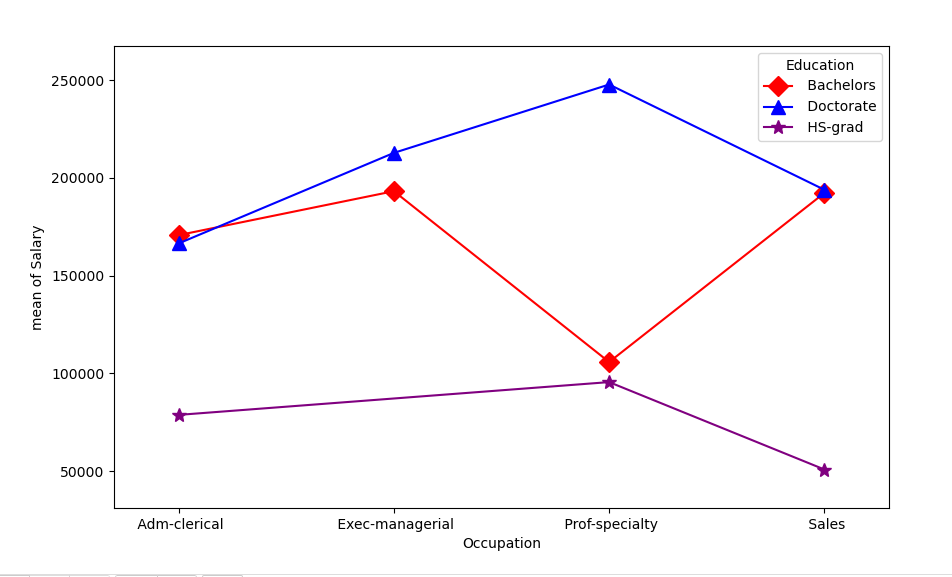 Education
Bachelors
Doctorate
HS-grad
250000
200000
150000
100000
50000
mean of Salary
Adm-clerical Exec-managerial Prof-specialty Sales
Occupation